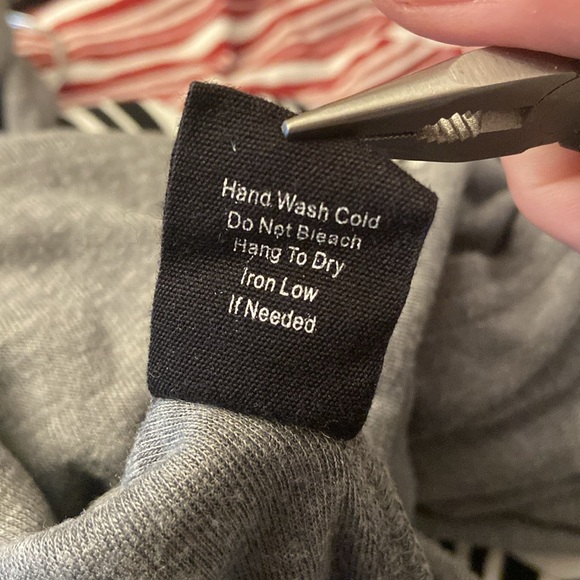 Hand Wash Cold
Do Not Bleach
Hang To Dry
Iron Low
If Needed